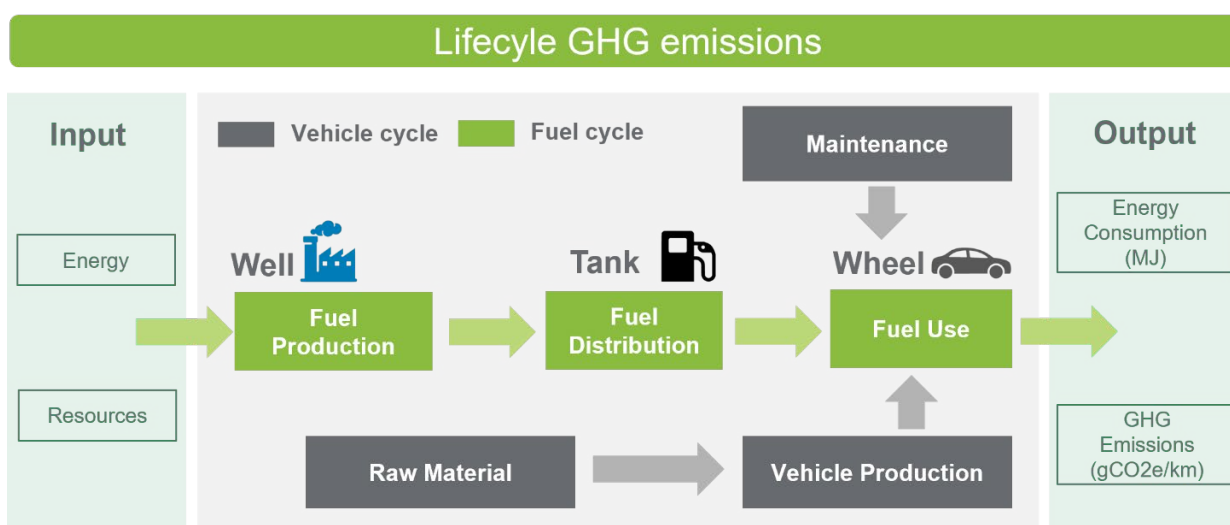 Lifecyle GHG emissions
Input
Energy
Resources
Vehicle cycle
Fuel cycle
Maintenance
Well
Tank
Wheel
Fuel
Production
Fuel
Distribution
Fuel Use
Raw Material
Vehicle Production
Output
Energy
Consumption
(MJ)
GHG
Emissions
(gCO2e/km)